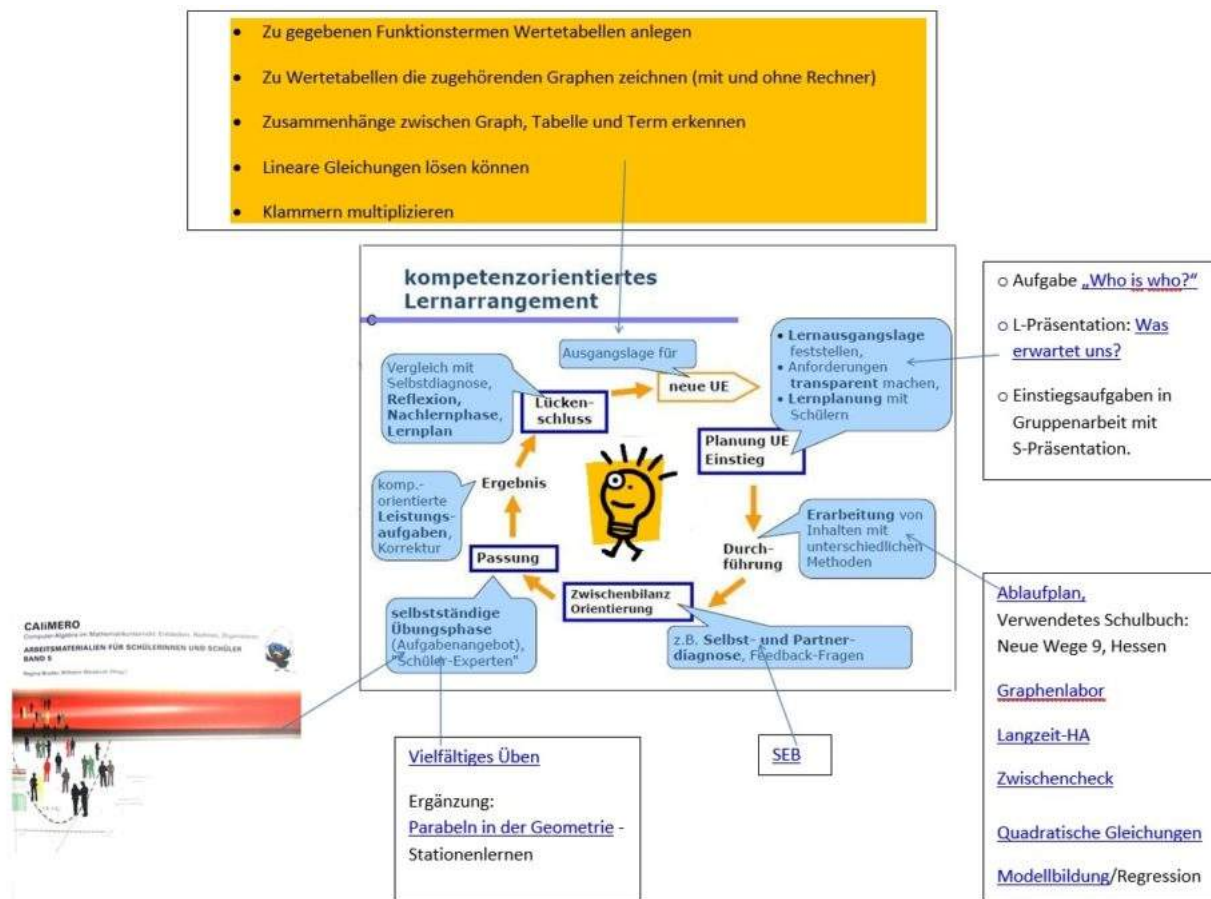 • Zu gegebenen Funktionstermen Wertetabellen anlegen
• Zu Wertetabellen die zugehörenden Graphen zeichnen (mit und ohne Rechner)
• Zusammenhänge zwischen Graph, Tabelle und Term erkennen
• Lineare Gleichungen lösen können
• Klammern multiplizieren
kompetenzorientiertes
Lernarrangement
Ausgangslage für
neue UE
• Lernausgangslage
feststellen,
• Anforderungen
transparent machen,
• Lernplanung mit
Schülern
Planung UE
Einstieg
Erarbeitung von
Inhalten mit
unterschiedlichen
Methoden
Durch-
führung
Zwischenbilanz
Orientierung
z.B. Selbst- und Partner-
diagnose, Feedback-Fragen
Passung
selbstständige
Übungsphase
(Aufgabenangebot),
"Schüler-Experten"
Ergebnis
komp.-
orientierte
Leistungs-
aufgaben,
Korrektur
Lücken-
schluss
Vergleich mit
Selbstdiagnose,
Reflexion,
Nachlernphase,
Lernplan
o Aufgabe „Who is who?“
o L-Präsentation: Was
erwartet uns?
o Einstiegsaufgaben in
Gruppenarbeit mit
S-Präsentation.
Ablaufplan,
Verwendetes Schulbuch:
Neue Wege 9, Hessen
Graphenlabor
Langzeit-HA
Zwischencheck
Quadratische Gleichungen
Modellbildung/Regression
SEB
Vielfältiges Üben
Ergänzung:
Parabeln in der Geometrie -
Stationenlernen
CAliMERO
ARBEITSMATERIALIEN FÜR SCHÜLERINNEN UND SCHÜLER
BAND 5